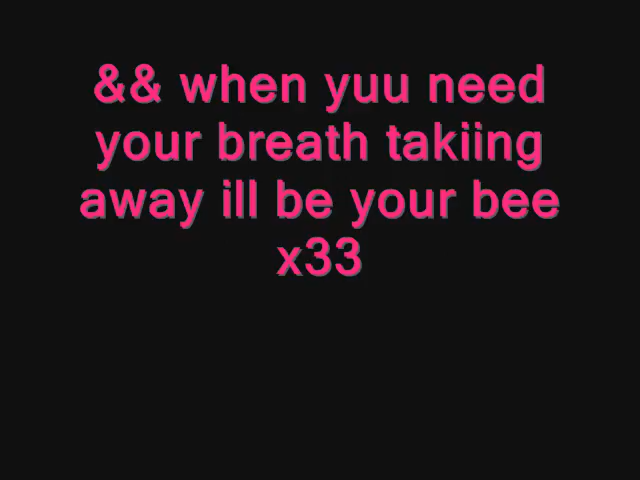 && when yuu need
your breath takiing
away ill be your bee
x33